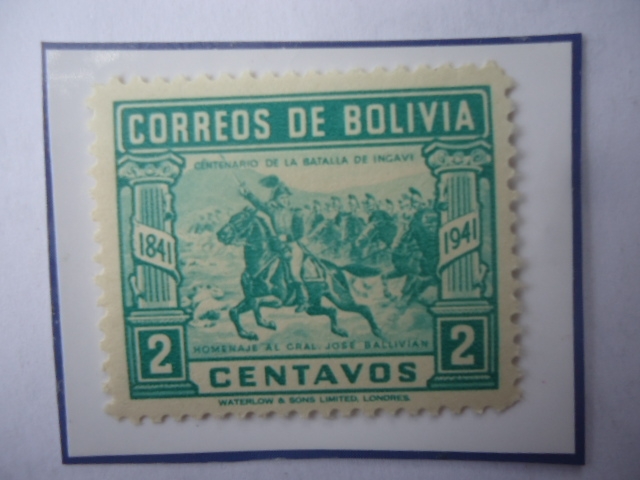 CORREOS DE BOLIVIA
CENTENARIO DE LA BATALLA DE INGAVI
1841
1941
HOMENAJE AL GRAL. JOSE BALLIVIAN
2
2
CENTAVOS
WATERLOW & SONS LIMITED, LONDRES.